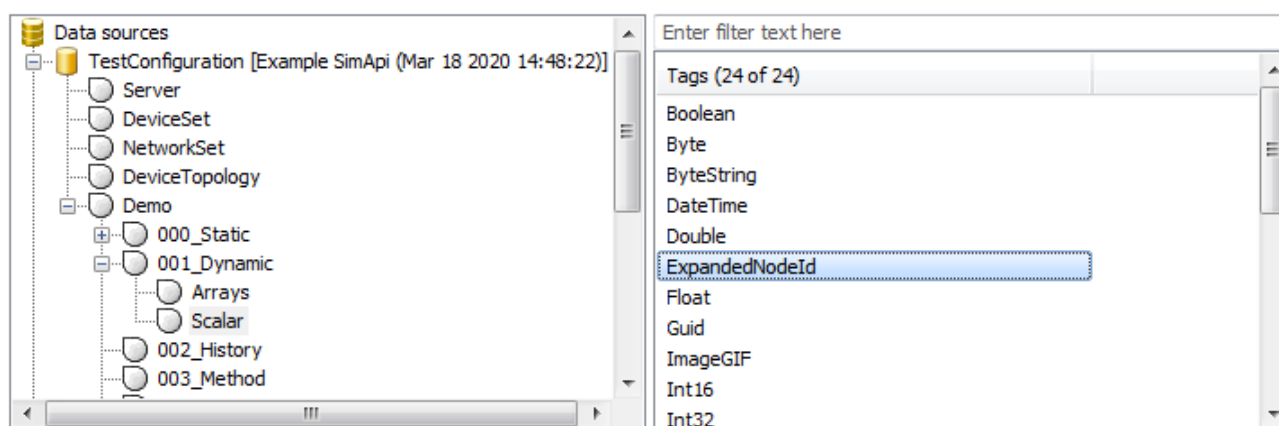 Data sources
TestConfiguration [Example SimApi (Mar 18 2020 14:48:22)]
Server
DeviceSet
NetworkSet
DeviceTopology
Demo
000_Static
001_Dynamic
Arrays
Scalar
002_History
003_Method
Enter filter text here
Tags (24 of 24)
Boolean
Byte
ByteString
DateTime
Double
ExpandedNodeId
Float
Guid
ImageGIF
Int16
Int32